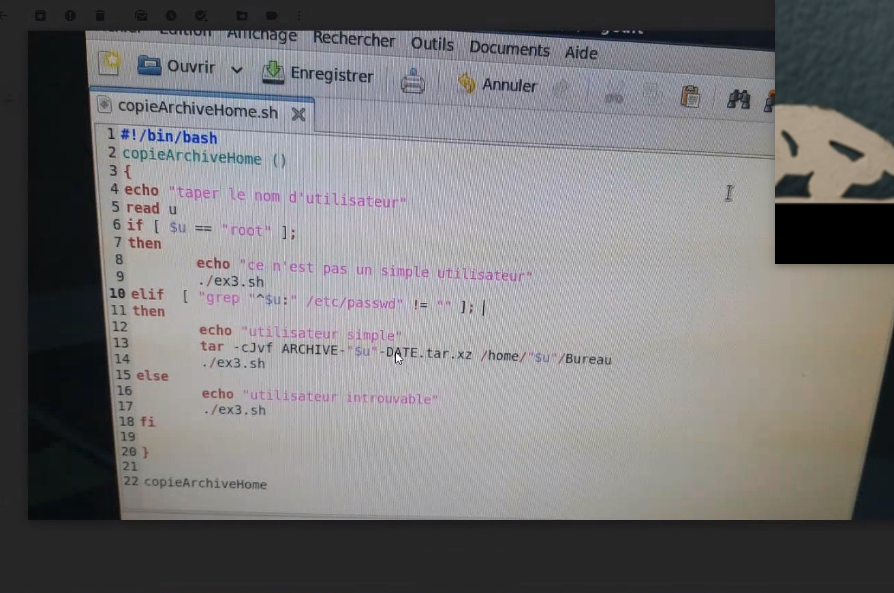 Édition Affichage Rechercher Outils Documents Aide
Ouvrir Enregistrer Annuler
copieArchiveHome.sh
1 #!/bin/bash
2 copieArchiveHome ()
3 {
4 echo "taper le nom d'utilisateur"
5 read u
6 if [ $u == "root" ];
7 then
8 echo "ce n'est pas un simple utilisateur"
9 ./ex3.sh
10 elif [ "grep "^$u:" /etc/passwd" != "" ];
11 then
12 echo "utilisateur simple"
13 tar -cJvf ARCHIVE-"$u"-DATE.tar.xz /home/"$u"/Bureau
14 ./ex3.sh
15 else
16 echo "utilisateur introuvable"
17 ./ex3.sh
18 fi
19
20 }
21
22 copieArchiveHome